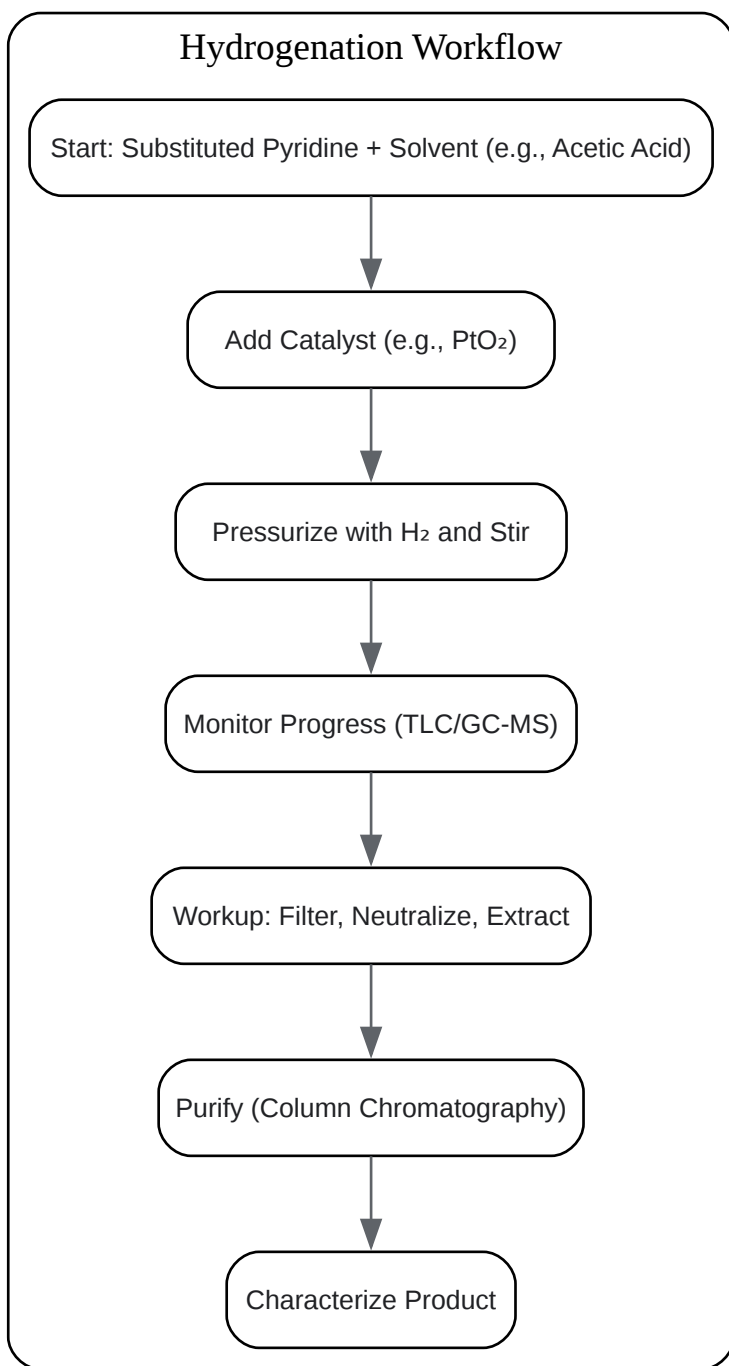 Hydrogenation Workflow
Start: Substituted Pyridine + Solvent (e.g., Acetic Acid)
Add Catalyst (e.g., PtO₂)
Pressurize with H₂ and Stir
Monitor Progress (TLC/GC-MS)
Workup: Filter, Neutralize, Extract
Purify (Column Chromatography)
Characterize Product